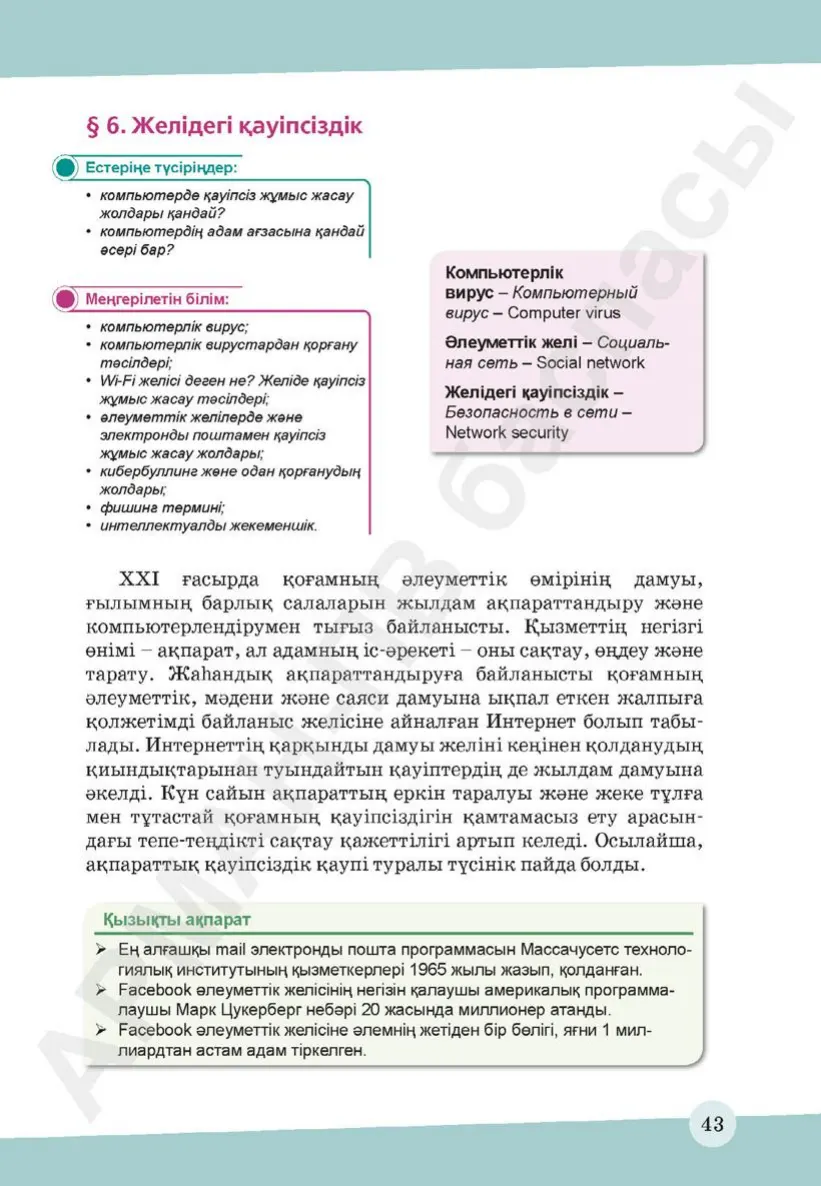 § 6. Желідегі қауіпсіздік
Естеріңе түсіріңдер:
• компьютерде қауіпсіз жұмыс жасау
жолдары қандай?
• компьютердің адам ағзасына қандай
әсері бар?
Меңгерілетін білім:
• компьютерлік вирус;
• компьютерлік вирустардан қорғану
тәсілдері;
• Wi-Fi желісі деген не? Желіде қауіпсіз
жұмыс жасау тәсілдері;
• әлеуметтік желілерде және
электронды поштамен қауіпсіз
жұмыс жасау жолдары;
• кибербуллинг және одан қорғанудың
жолдары;
• фишинг термині;
• интеллектуалды жекеменшік.
Компьютерлік
вирус – Компьютерный
вирус – Computer virus
Әлеуметтік желі – Социаль-
ная сеть – Social network
Желідегі қауіпсіздік –
Безопасность в сети –
Network security
XXI ғасырда қоғамның әлеуметтік өмірінің дамуы,
ғылымның барлық салаларын жылдам ақпараттандыру және
компьютерлендірумен тығыз байланысты. Қызметтің негізгі
өнімі – ақпарат, ал адамның іс-әрекеті – оны сақтау, өңдеу және
тарату. Жаһандық ақпараттандыруға байланысты қоғамның
әлеуметтік, мәдени және саяси дамуына ықпал еткен жалпыға
қолжетімді байланыс желісіне айналған Интернет болып табы-
лады. Интернеттің қарқынды дамуы желіні кеңінен қолданудың
қиындықтарынан туындайтын қауіптердің де жылдам дамуына
әкелді. Күн сайын ақпараттың еркін таралуы және жеке тұлға
мен тұтастай қоғамның қауіпсіздігін қамтамасыз ету арасын-
дағы тепе-теңдікті сақтау қажеттілігі артып келеді. Осылайша,
ақпараттық қауіпсіздік қаупі туралы түсінік пайда болды.
Қызықты ақпарат
➢ Ең алғашқы mail электронды пошта программасын Массачусетс техноло-
гиялық институтының қызметкерлері 1965 жылы жазып, қолданған.
➢ Facebook әлеуметтік желісінің негізін қалаушы америкалық программа-
лаушы Марк Цукерберг небәрі 20 жасында миллионер атанды.
➢ Facebook әлеуметтік желісіне әлемнің жетіден бір бөлігі, яғни 1 мил-
лиардтан астам адам тіркелген.
43
АРМАН-ПВ баспасы